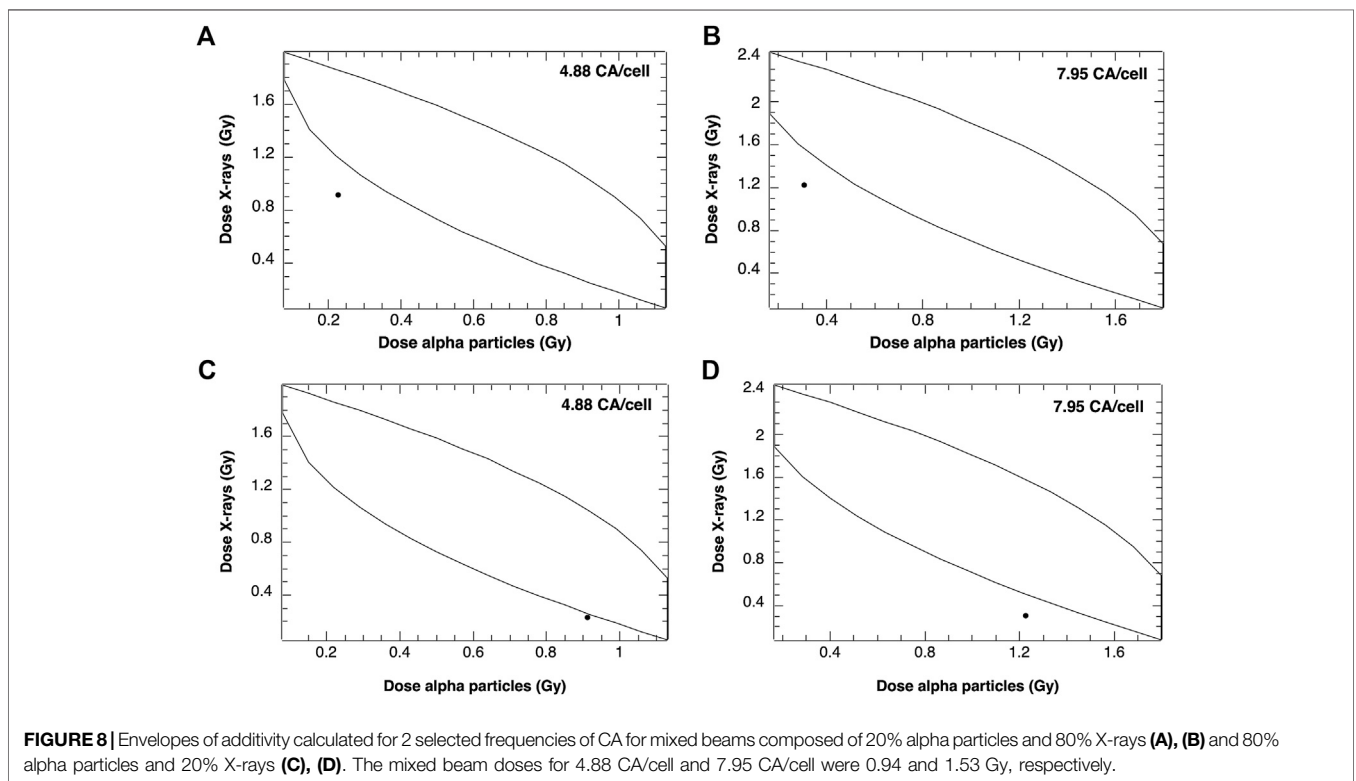 A
B
4.88 CA/cell
7.95 CA/cell
Dose X-rays (Gy)
1.6
1.2
0.8
0.4
0.2 0.4 0.6 0.8 1
Dose alpha particles (Gy)
Dose X-rays (Gy)
2.4
2
1.6
1.2
0.8
0.4
0.4 0.8 1.2 1.6
Dose alpha particles (Gy)
C
D
4.88 CA/cell
7.95 CA/cell
Dose X-rays (Gy)
1.6
1.2
0.8
0.4
0.2 0.4 0.6 0.8 1
Dose alpha particles (Gy)
Dose X-rays (Gy)
2.4
2
1.6
1.2
0.8
0.4
0.4 0.8 1.2 1.6
Dose alpha particles (Gy)
FIGURE 8 | Envelopes of additivity calculated for 2 selected frequencies of CA for mixed beams composed of 20% alpha particles and 80% X-rays (A), (B) and 80%
alpha particles and 20% X-rays (C), (D). The mixed beam doses for 4.88 CA/cell and 7.95 CA/cell were 0.94 and 1.53 Gy, respectively.